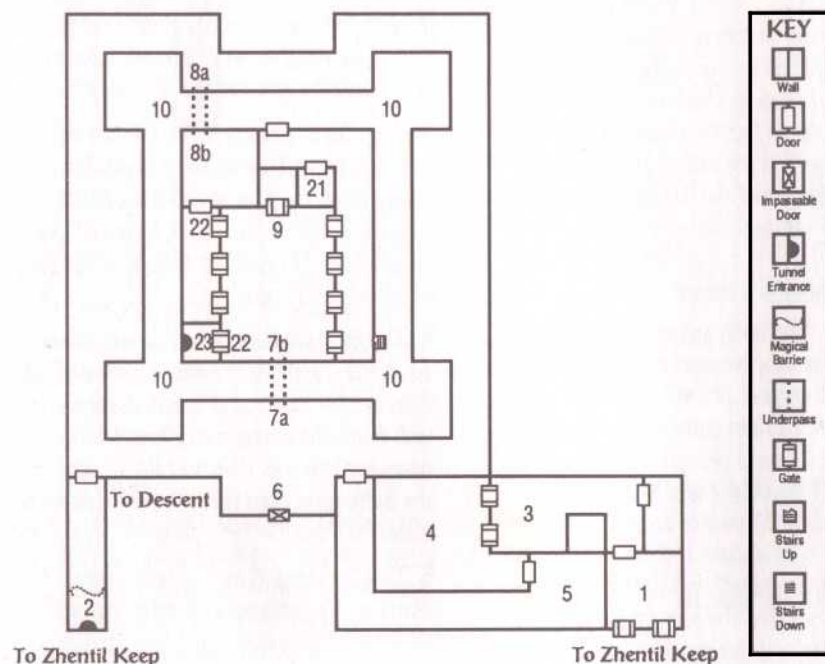 8a
10
10
8b
21
22
9
23
22
7b
10
10
7a
To Descent
6
3
4
5
1
2
To Zhentil Keep
To Zhentil Keep
KEY
Wall
Door
Impassable
Door
Tunnel
Entrance
Magical
Barrier
Underpass
Gate
Stairs
Up
Stairs
Down